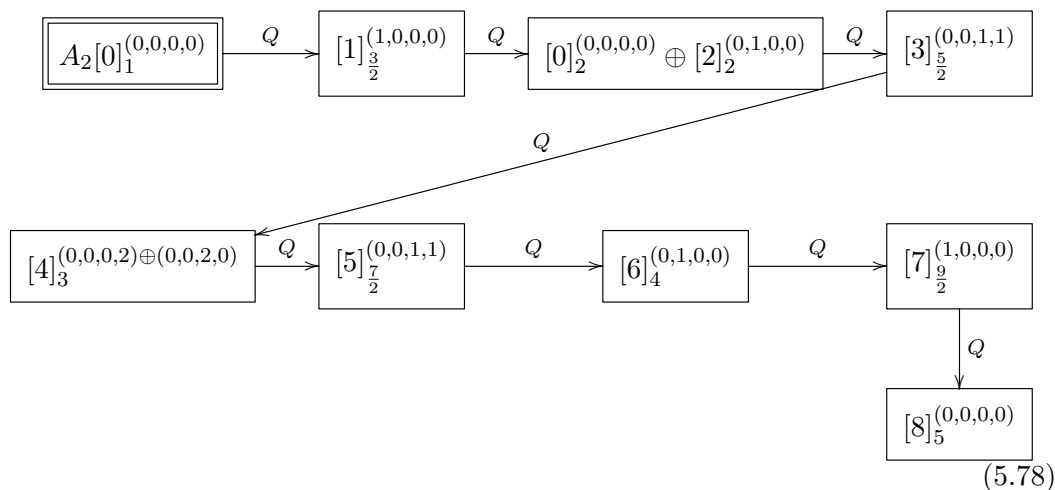 A_2[0]_1^{(0,0,0,0)} Q [1]_{\frac{3}{2}}^{(1,0,0,0)} Q [0]_2^{(0,0,0,0)} ⊕ [2]_2^{(0,1,0,0)} Q [3]_{\frac{5}{2}}^{(0,0,1,1)}
Q
[4]_3^{(0,0,0,2)⊕(0,0,2,0)} Q [5]_{\frac{7}{2}}^{(0,0,1,1)} Q [6]_4^{(0,1,0,0)} Q [7]_{\frac{9}{2}}^{(1,0,0,0)}
Q
[8]_5^{(0,0,0,0)}
(5.78)